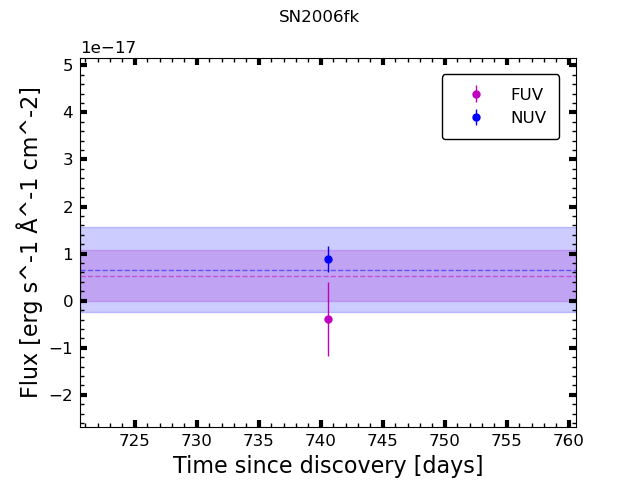 SN2006fk
1e−17
5
4
3
2
1
0
−1
−2
Flux [erg s^-1 Å^-1 cm^-2]
FUV
NUV
725 730 735 740 745 750 755 760
Time since discovery [days]